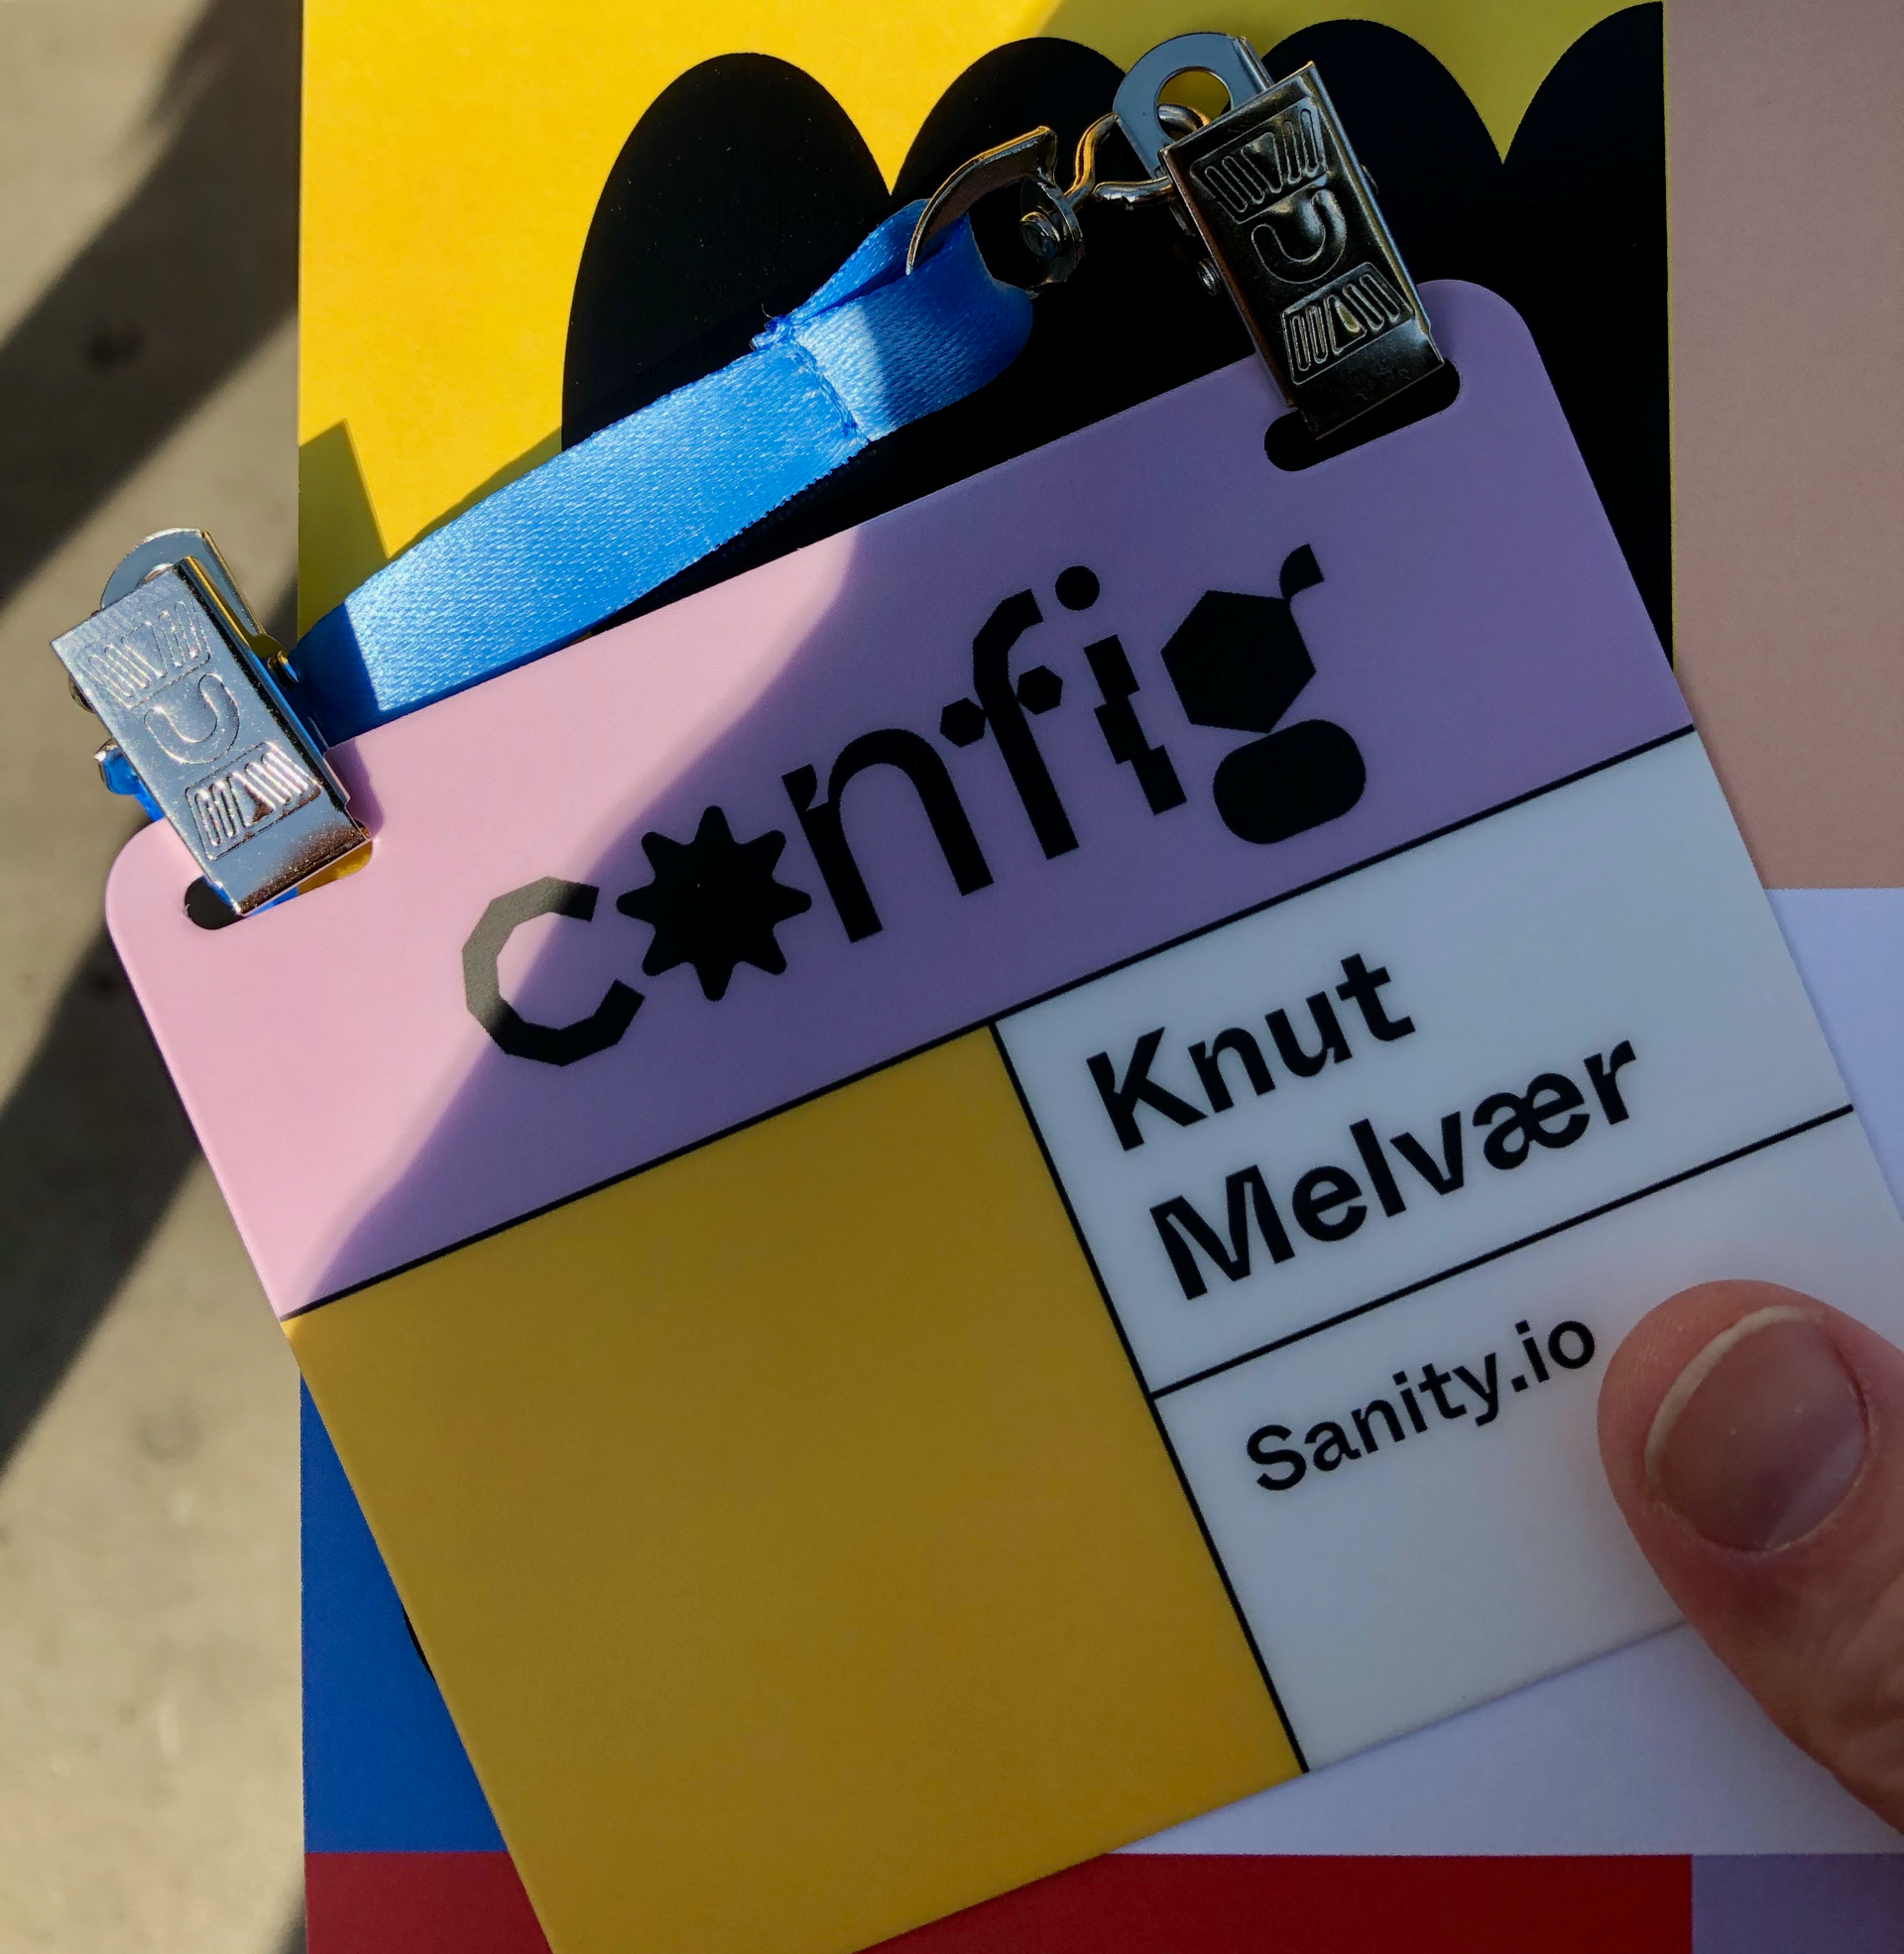 config
Knut
Melvær
Sanity.io